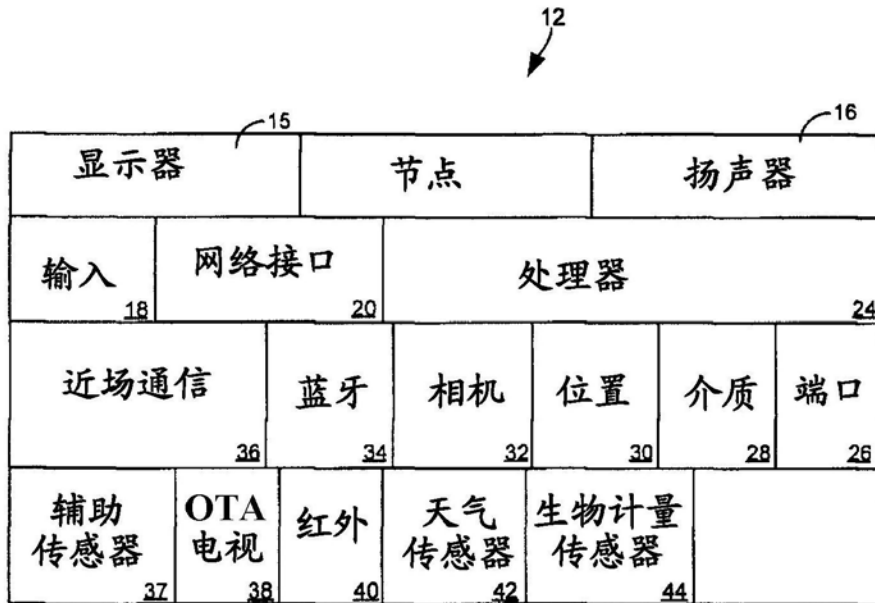 12
15
16
显示器
节点
扬声器
输入
18
网络接口
20
处理器
24
近场通信
36
蓝牙
34
相机
32
位置
30
介质
28
端口
26
辅助
传感器
37
OTA
电视
38
红外
40
天气
传感器
42
生物计量
传感器
44